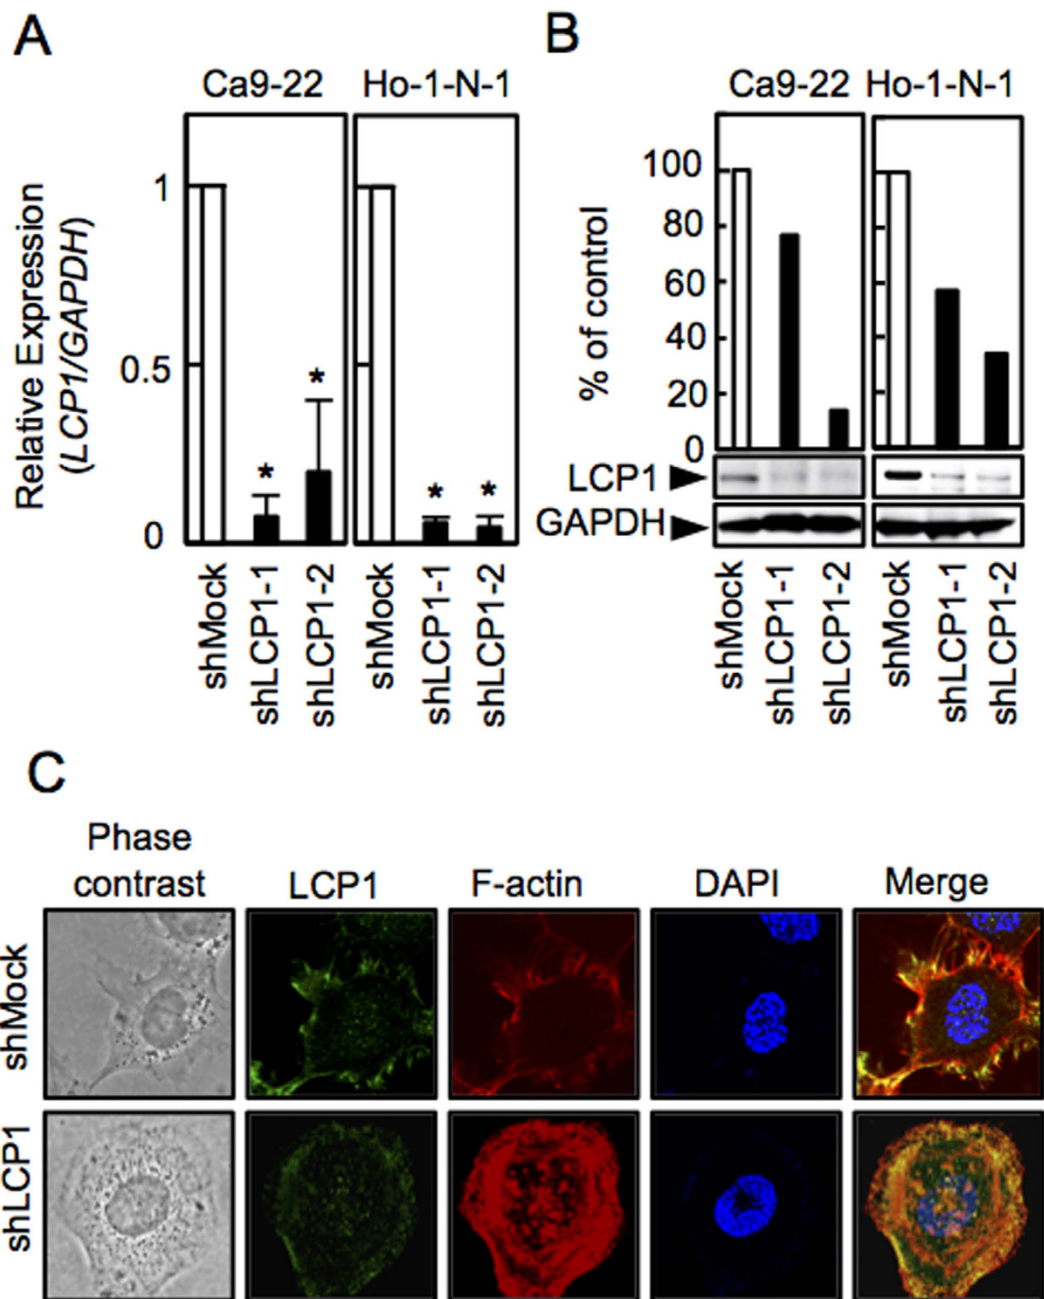 A
Ca9-22 Ho-1-N-1
Relative Expression
(LCP1/GAPDH)
1
0.5
0
* * * *
shMock shLCP1-1 shLCP1-2 shMock shLCP1-1 shLCP1-2
B
Ca9-22 Ho-1-N-1
% of control
100
80
60
40
20
0
LCP1
GAPDH
shMock shLCP1-1 shLCP1-2 shMock shLCP1-1 shLCP1-2
C
Phase
contrast LCP1 F-actin DAPI Merge
shMock
shLCP1